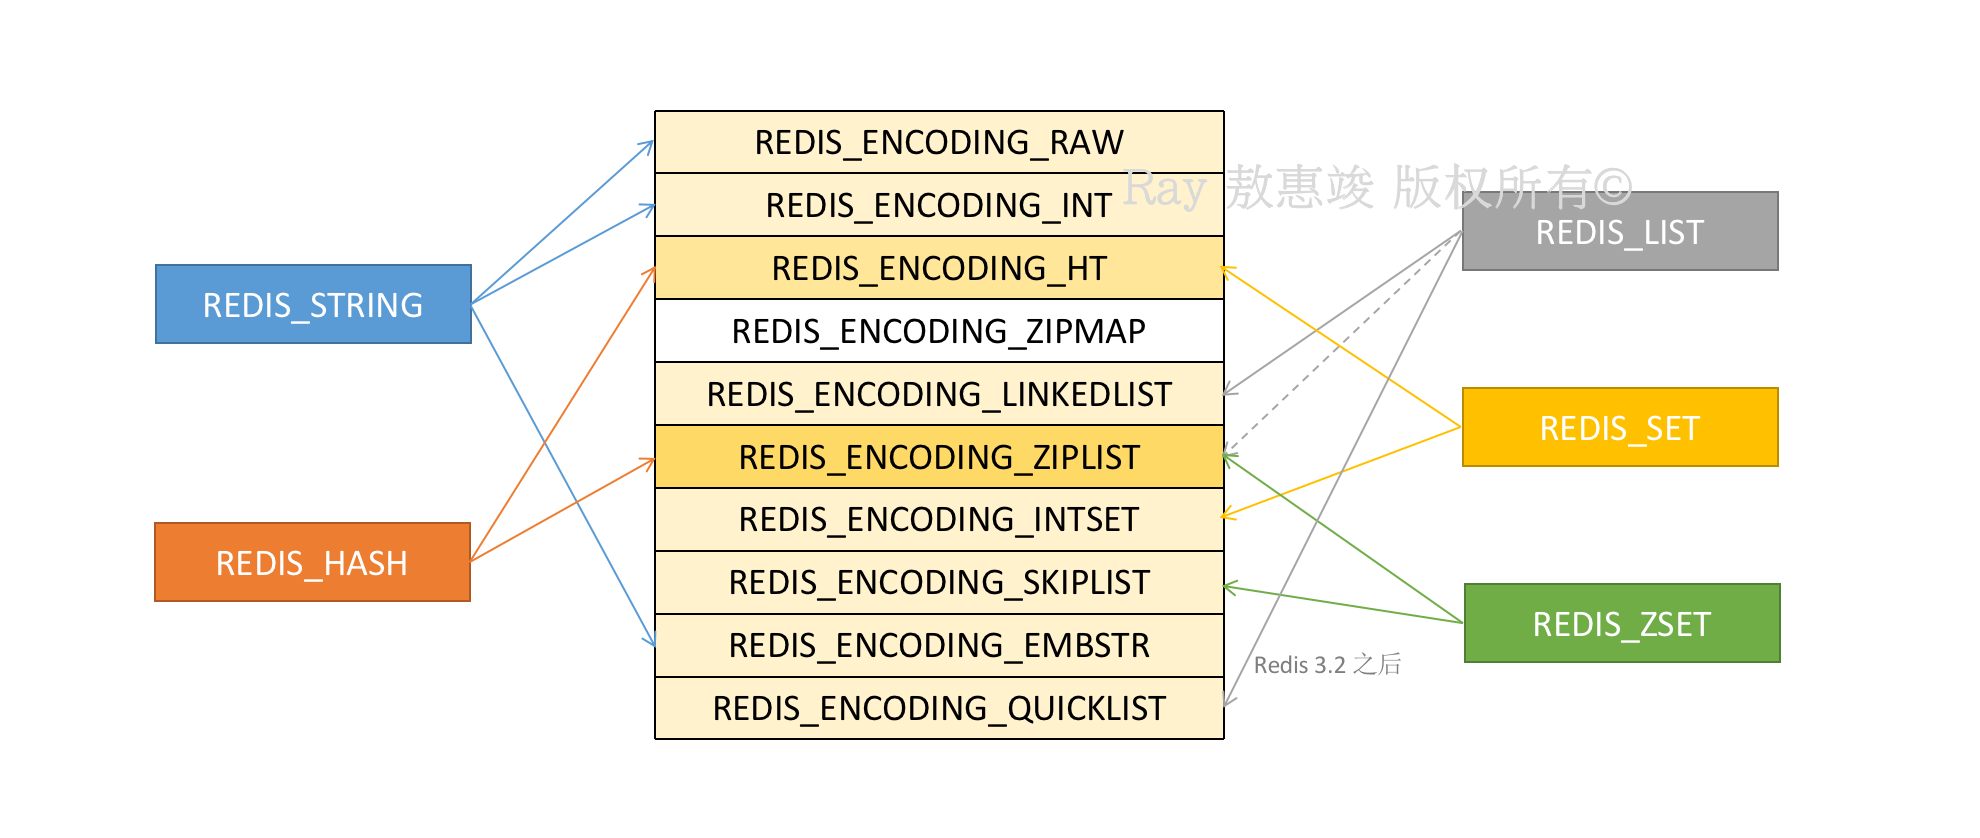 REDIS_STRING
REDIS_HASH
REDIS_ENCODING_RAW
REDIS_ENCODING_INT
REDIS_ENCODING_HT
REDIS_ENCODING_ZIPMAP
REDIS_ENCODING_LINKEDLIST
REDIS_ENCODING_ZIPLIST
REDIS_ENCODING_INTSET
REDIS_ENCODING_SKIPLIST
REDIS_ENCODING_EMBSTR
REDIS_ENCODING_QUICKLIST
Ray 敖惠竣 版权所有©
REDIS_LIST
REDIS_SET
REDIS_ZSET
Redis 3.2 之后